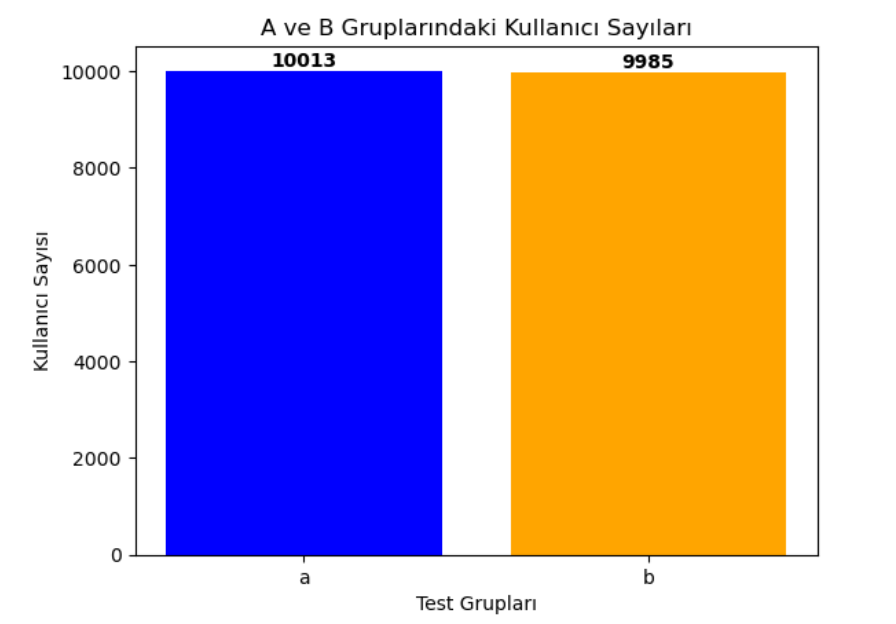 A ve B Gruplarındaki Kullanıcı Sayıları
10013
9985
10000
8000
6000
4000
2000
0
Kullanıcı Sayısı
a
b
Test Grupları